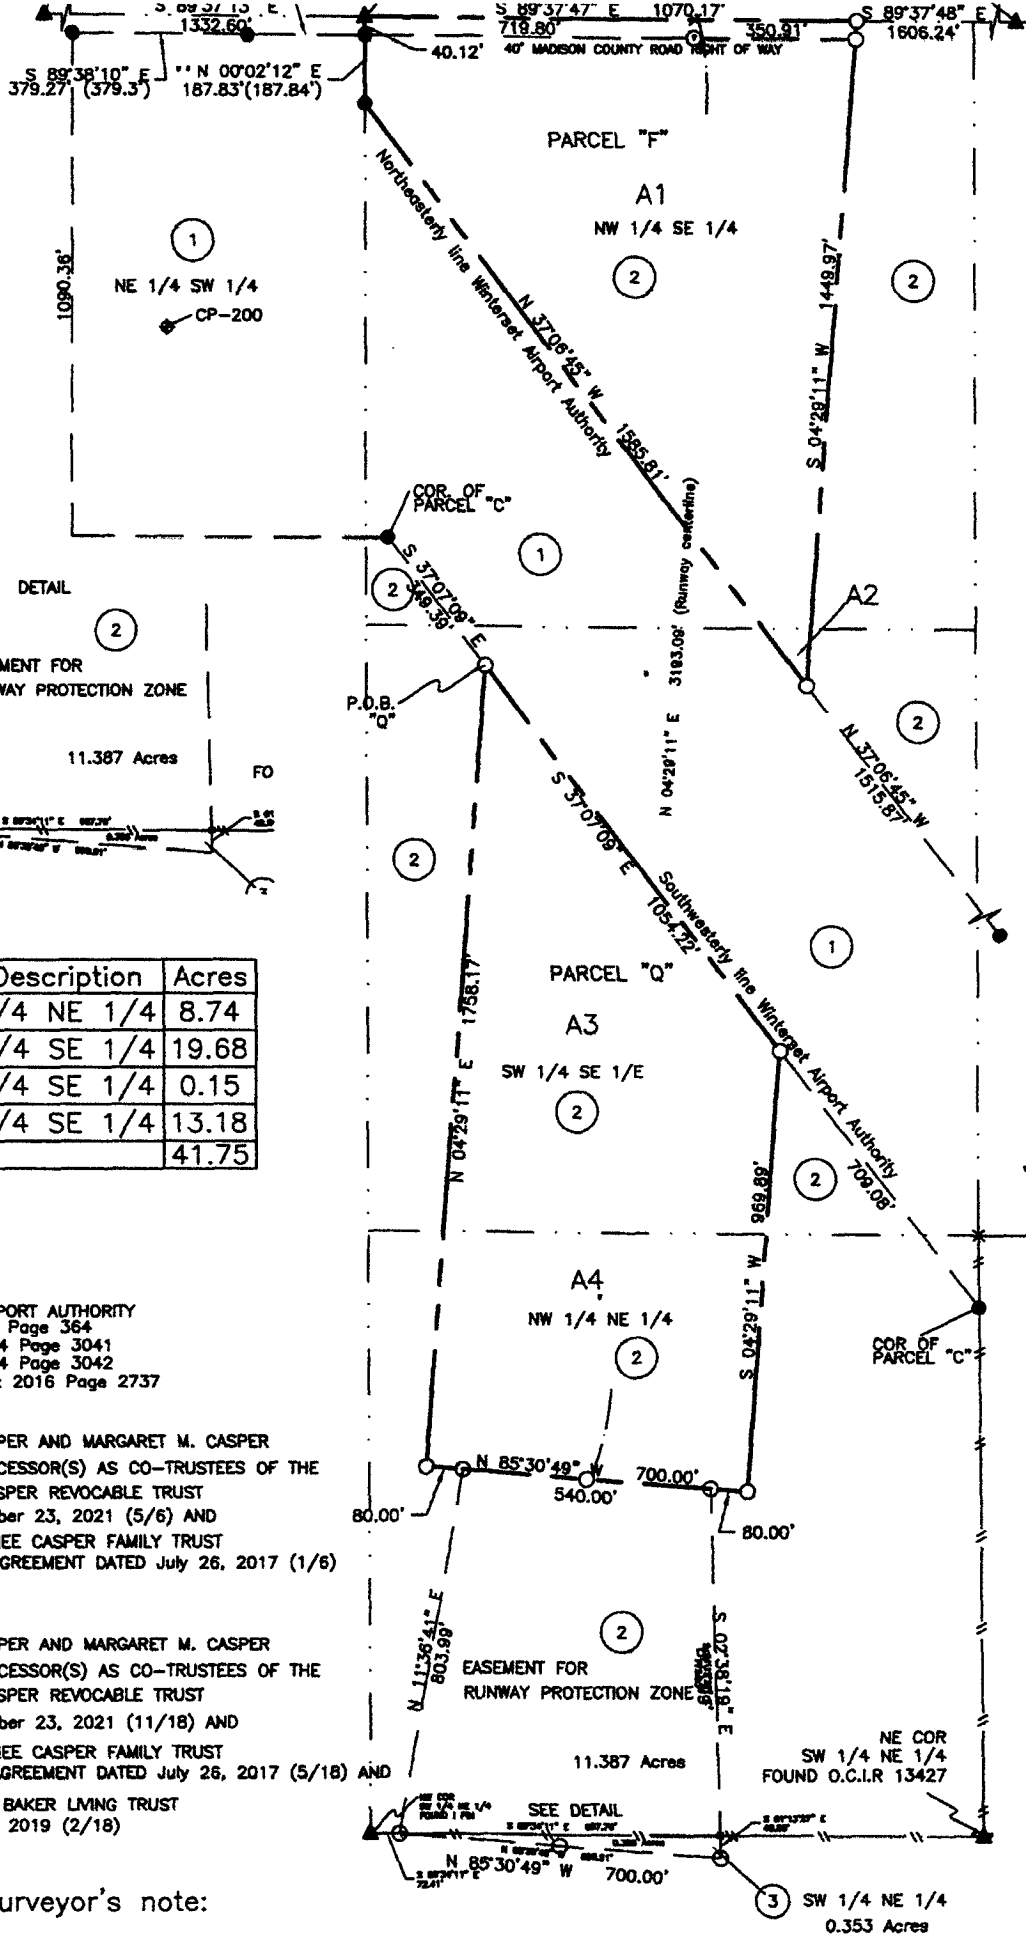 S 89°37'13" E
1332.60'
S 89°37'47" E 1070.17'
719.80' 350.91'
S 89°37'48" E
1606.24'
40.12'
40' MADISON COUNTY ROAD RIGHT OF WAY
S 89°38'10" E
379.27' (379.3')
N 00°02'12" E
187.83'(187.84')
PARCEL "F"
A1
NW 1/4 SE 1/4
2
2
1
NE 1/4 SW 1/4
CP-200
1090.36'
Northeasterly line Winterset Airport Authority
N 37°06'45" W
1585.81'
S 04°29'11" W 1449.97'
COR. OF
PARCEL "C"
1
S 37°07'09" E
349.39'
2
N 04°29'11" E 3193.09' (Runway centerline)
A2
DETAIL
2
MENT FOR
WAY PROTECTION ZONE
11.387 Acres
FO
P.O.B.
"Q"
2
N 37°06'45" W
1515.87'
2
S 37°07'09" E
1054.22'
Southwesterly line Winterset Airport Authority
1
N 04°29'11" E 1758.17'
PARCEL "Q"
A3
SW 1/4 SE 1/E
2
Description Acres
/4 NE 1/4 8.74
/4 SE 1/4 19.68
/4 SE 1/4 0.15
/4 SE 1/4 13.18
41.75
2
709.08'
S 04°29'11" W 969.89'
A4
NW 1/4 NE 1/4
2
COR OF
PARCEL "C"
PORT AUTHORITY
Page 364
4 Page 3041
4 Page 3042
2016 Page 2737
PER AND MARGARET M. CASPER
CESSOR(S) AS CO-TRUSTEES OF THE
SPER REVOCABLE TRUST
ber 23, 2021 (5/6) AND
EE CASPER FAMILY TRUST
AGREEMENT DATED July 26, 2017 (1/6)
N 85°30'49" 700.00'
540.00'
80.00'
80.00'
N 11°36'41" E
803.99'
2
S 02°38'19" E
EASEMENT FOR
RUNWAY PROTECTION ZONE
11.387 Acres
PER AND MARGARET M. CASPER
CESSOR(S) AS CO-TRUSTEES OF THE
SPER REVOCABLE TRUST
ber 23, 2021 (11/18) AND
EE CASPER FAMILY TRUST
AGREEMENT DATED July 26, 2017 (5/18) AND
BAKER LIVING TRUST
2019 (2/18)
NE COR
SW 1/4 NE 1/4
FOUND O.C.I.R 13427
SEE DETAIL
N 85°30'49" W 700.00'
3
SW 1/4 NE 1/4
0.353 Acres
urveyor's note: